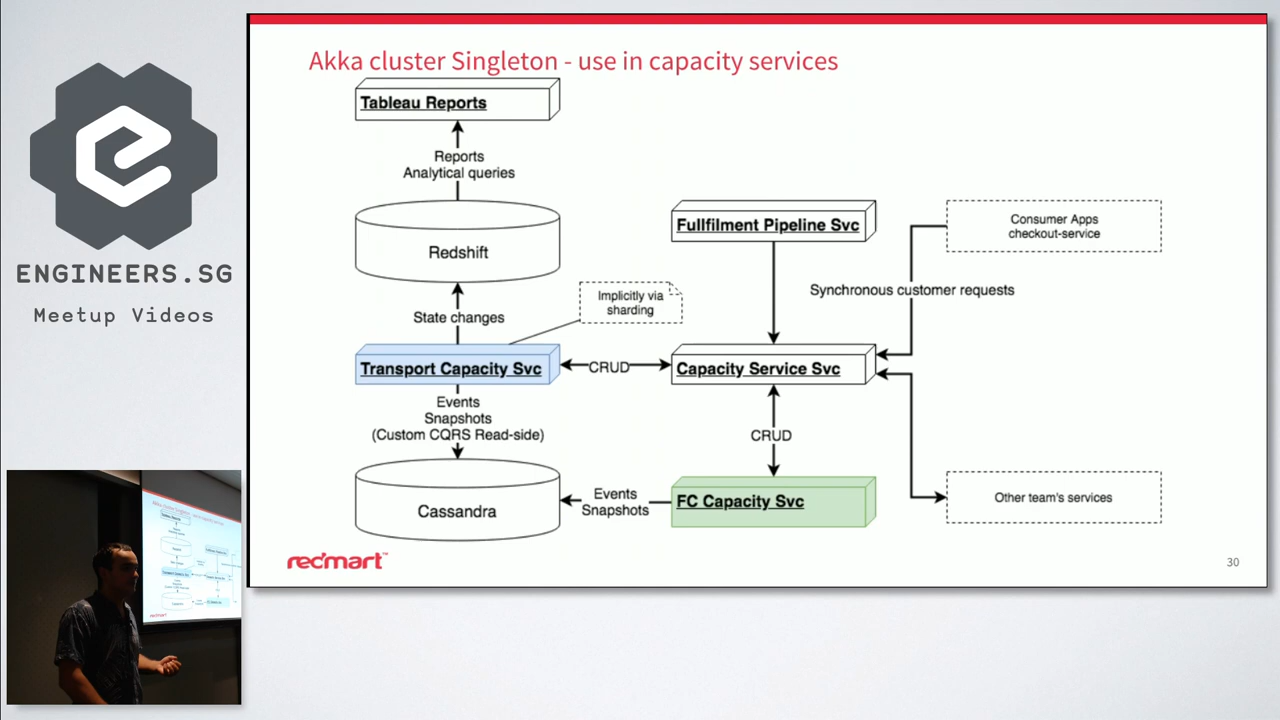 Akka cluster Singleton - use in capacity services
Tableau Reports
Reports
Analytical queries
Redshift
State changes
Implicitly via
sharding
Transport Capacity Svc
CRUD
Events
Snapshots
(Custom CQRS Read-side)
Cassandra
Fullfilment Pipeline Svc
Capacity Service Svc
CRUD
FC Capacity Svc
Events
Snapshots
Consumer Apps
checkout-service
Synchronous customer requests
Other team's services
redmart™
30
ENGINEERS.SG
Meetup Videos